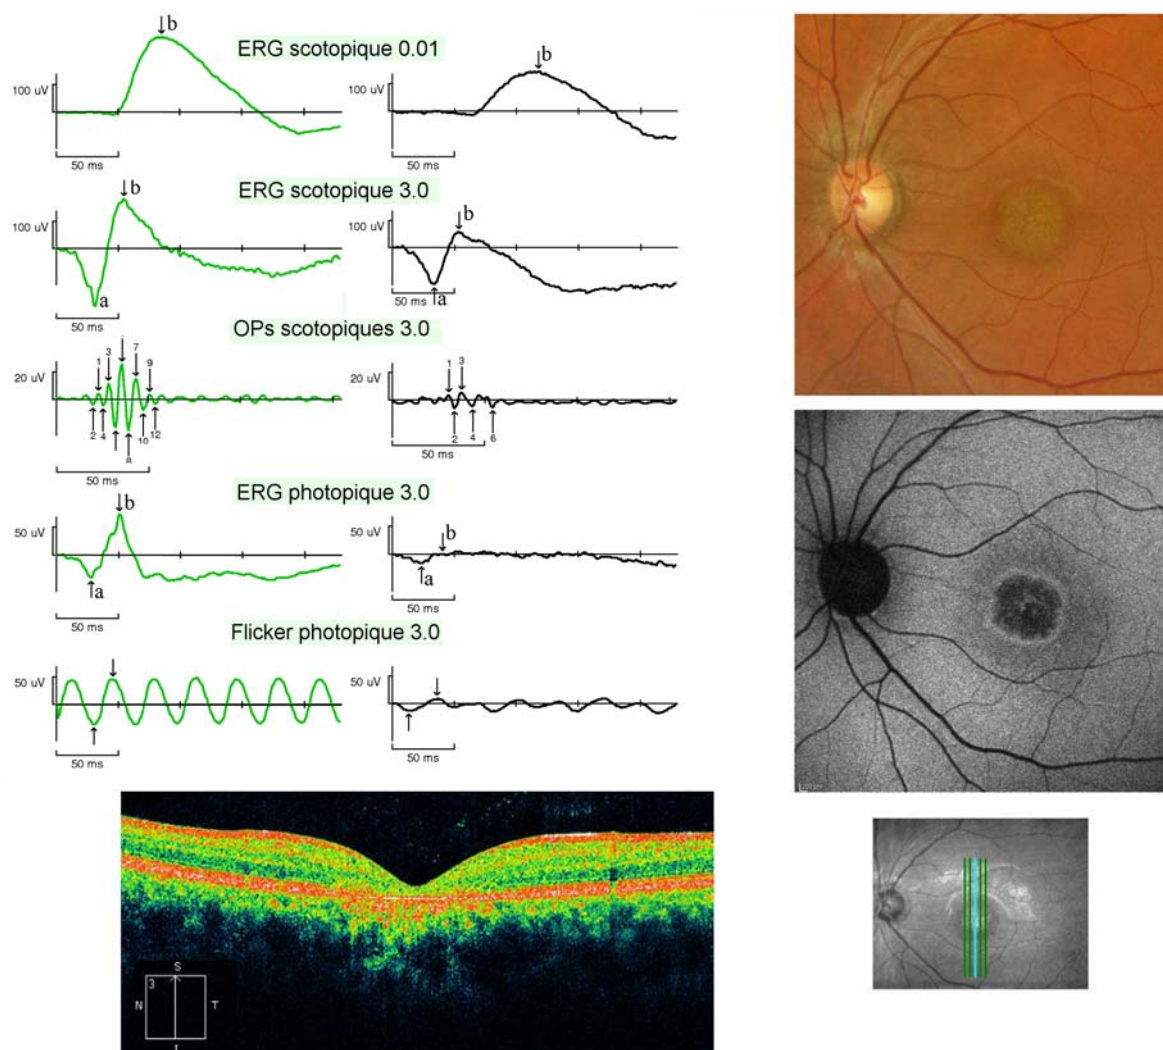 ERG scotopique 0.01
b
b
100 uV
100 uV
50 ms
50 ms
ERG scotopique 3.0
b
b
100 uV
100 uV
a
a
50 ms
50 ms
OPs scotopiques 3.0
1 3 7 9
1 3
20 uV
20 uV
2 4 8 10 12
2 4 6
50 ms
50 ms
ERG photopique 3.0
b
b
50 uV
50 uV
a
a
50 ms
50 ms
Flicker photopique 3.0
50 uV
50 uV
50 ms
50 ms
3 S
N T
I